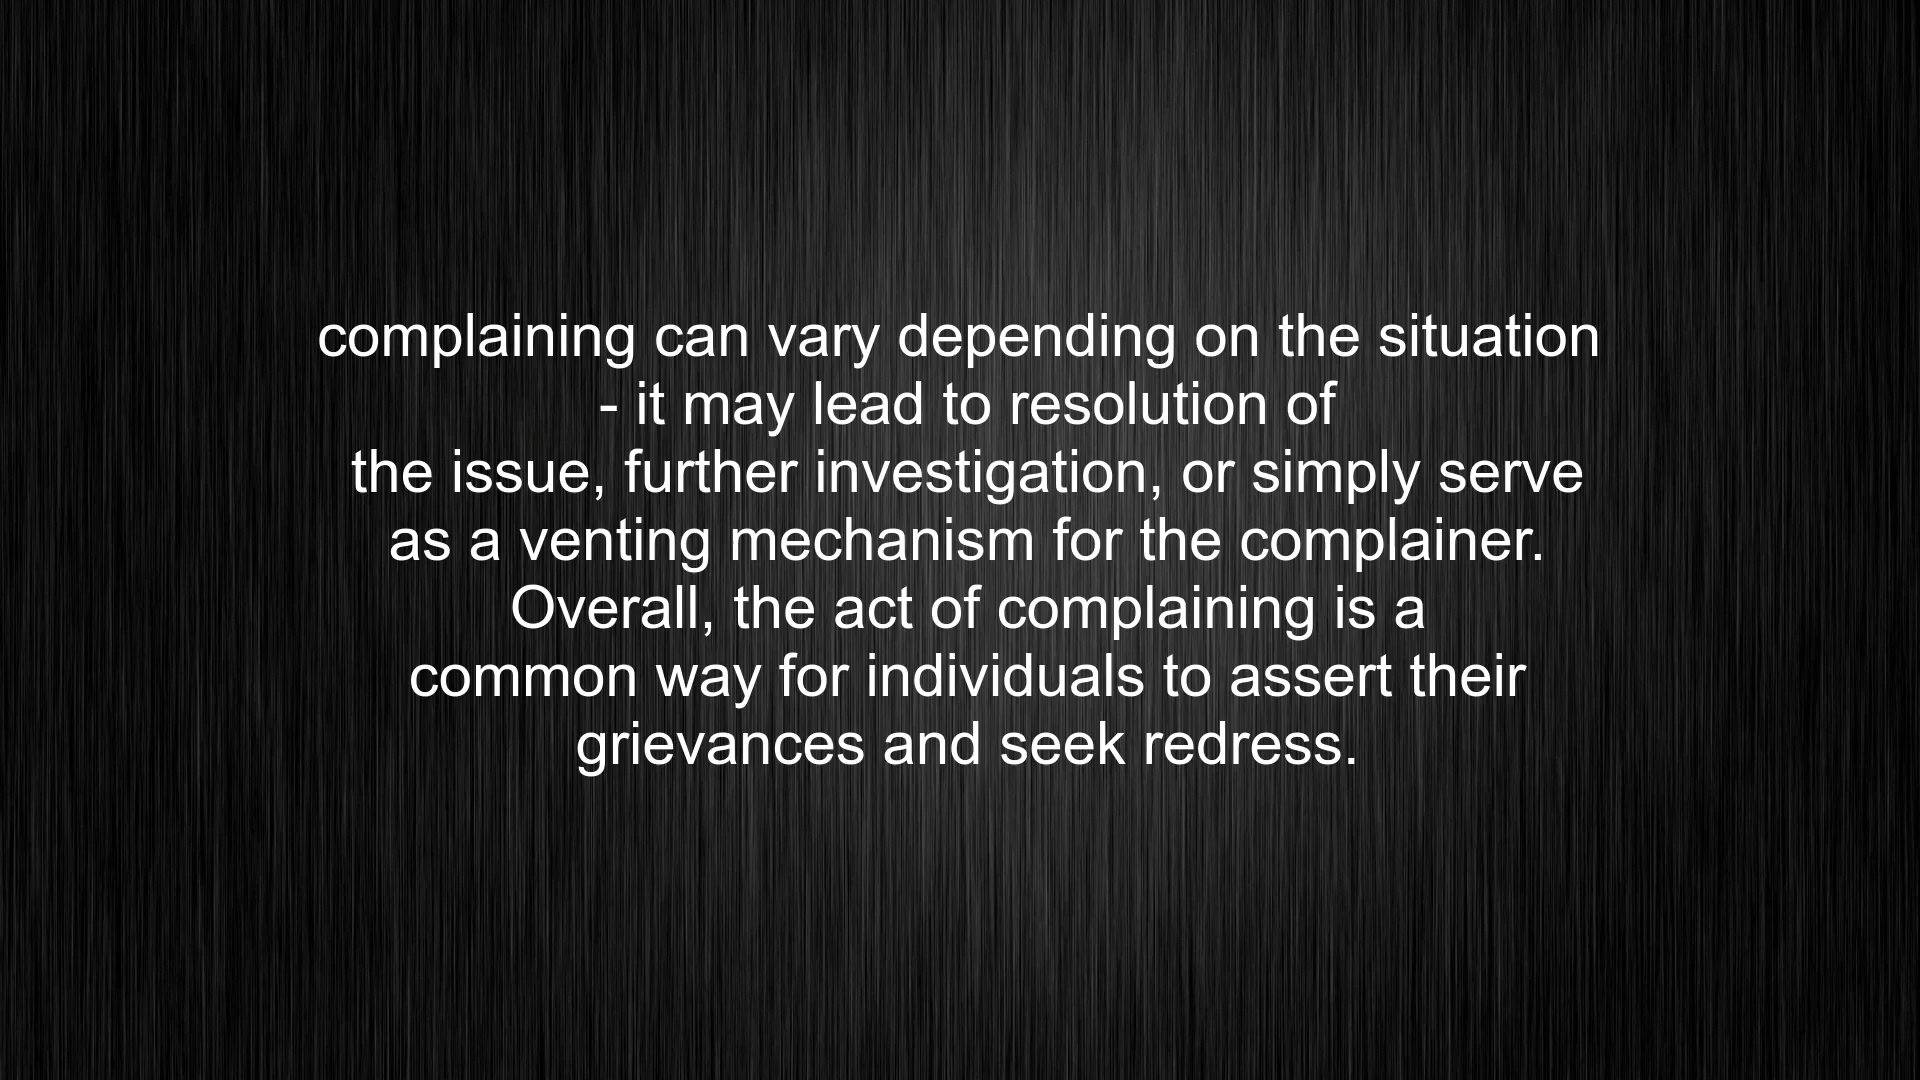 complaining can vary depending on the situation
- it may lead to resolution of
the issue, further investigation, or simply serve
as a venting mechanism for the complainer.
Overall, the act of complaining is a
common way for individuals to assert their
grievances and seek redress.